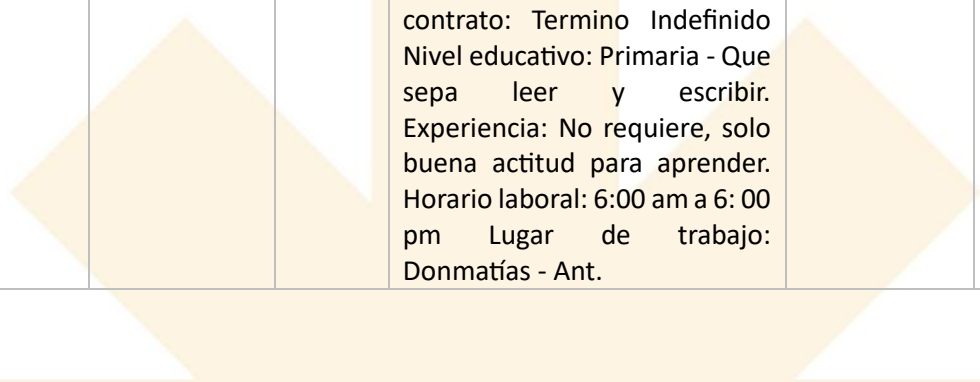 contrato: Termino Indefinido
Nivel educativo: Primaria - Que
sepa leer y escribir.
Experiencia: No requiere, solo
buena actitud para aprender.
Horario laboral: 6:00 am a 6: 00
pm Lugar de trabajo:
Donmatías - Ant.